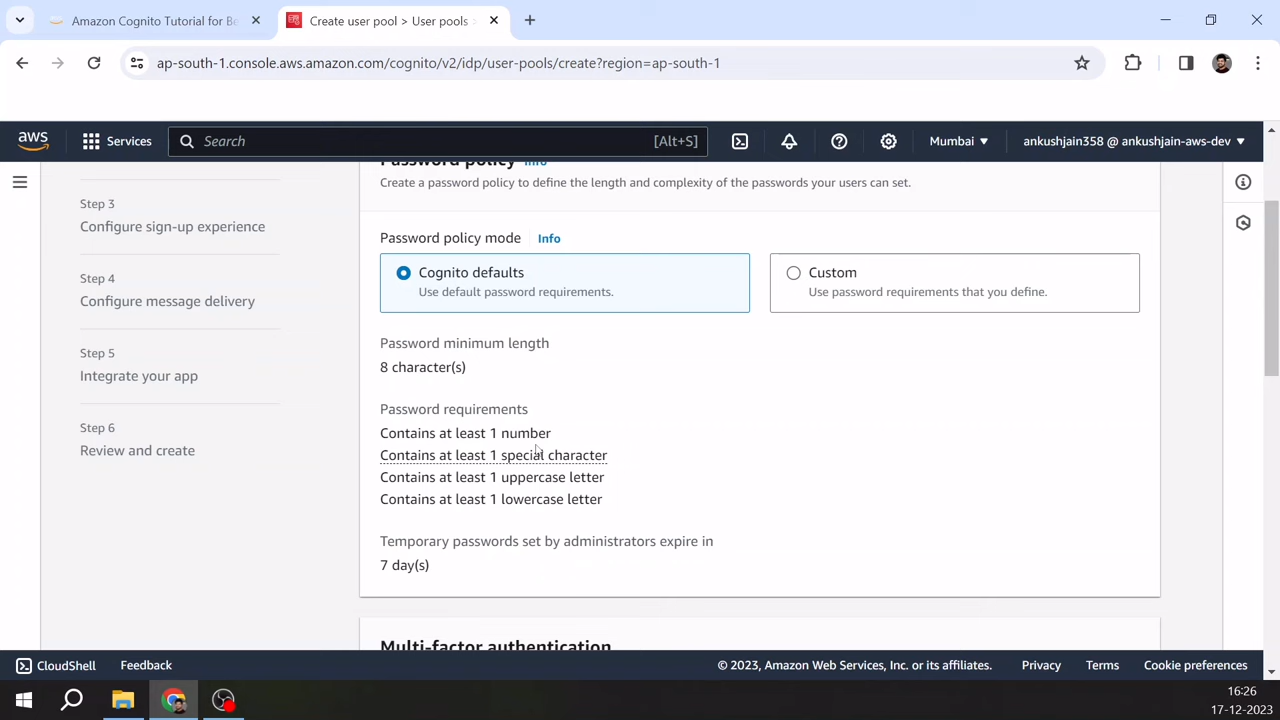 Amazon Cognito Tutorial for Be
Create user pool > User pools
ap-south-1.console.aws.amazon.com/cognito/v2/idp/user-pools/create?region=ap-south-1
aws
Services
Search
[Alt+S]
Mumbai
ankushjain358 @ ankushjain-aws-dev
Step 3
Configure sign-up experience
Step 4
Configure message delivery
Step 5
Integrate your app
Step 6
Review and create
Password policy Info
Create a password policy to define the length and complexity of the passwords your users can set.
Password policy mode Info
Cognito defaults
Use default password requirements.
Custom
Use password requirements that you define.
Password minimum length
8 character(s)
Password requirements
Contains at least 1 number
Contains at least 1 special character
Contains at least 1 uppercase letter
Contains at least 1 lowercase letter
Temporary passwords set by administrators expire in
7 day(s)
Multi-factor authentication
CloudShell
Feedback
© 2023, Amazon Web Services, Inc. or its affiliates.
Privacy
Terms
Cookie preferences
16:26
17-12-2023